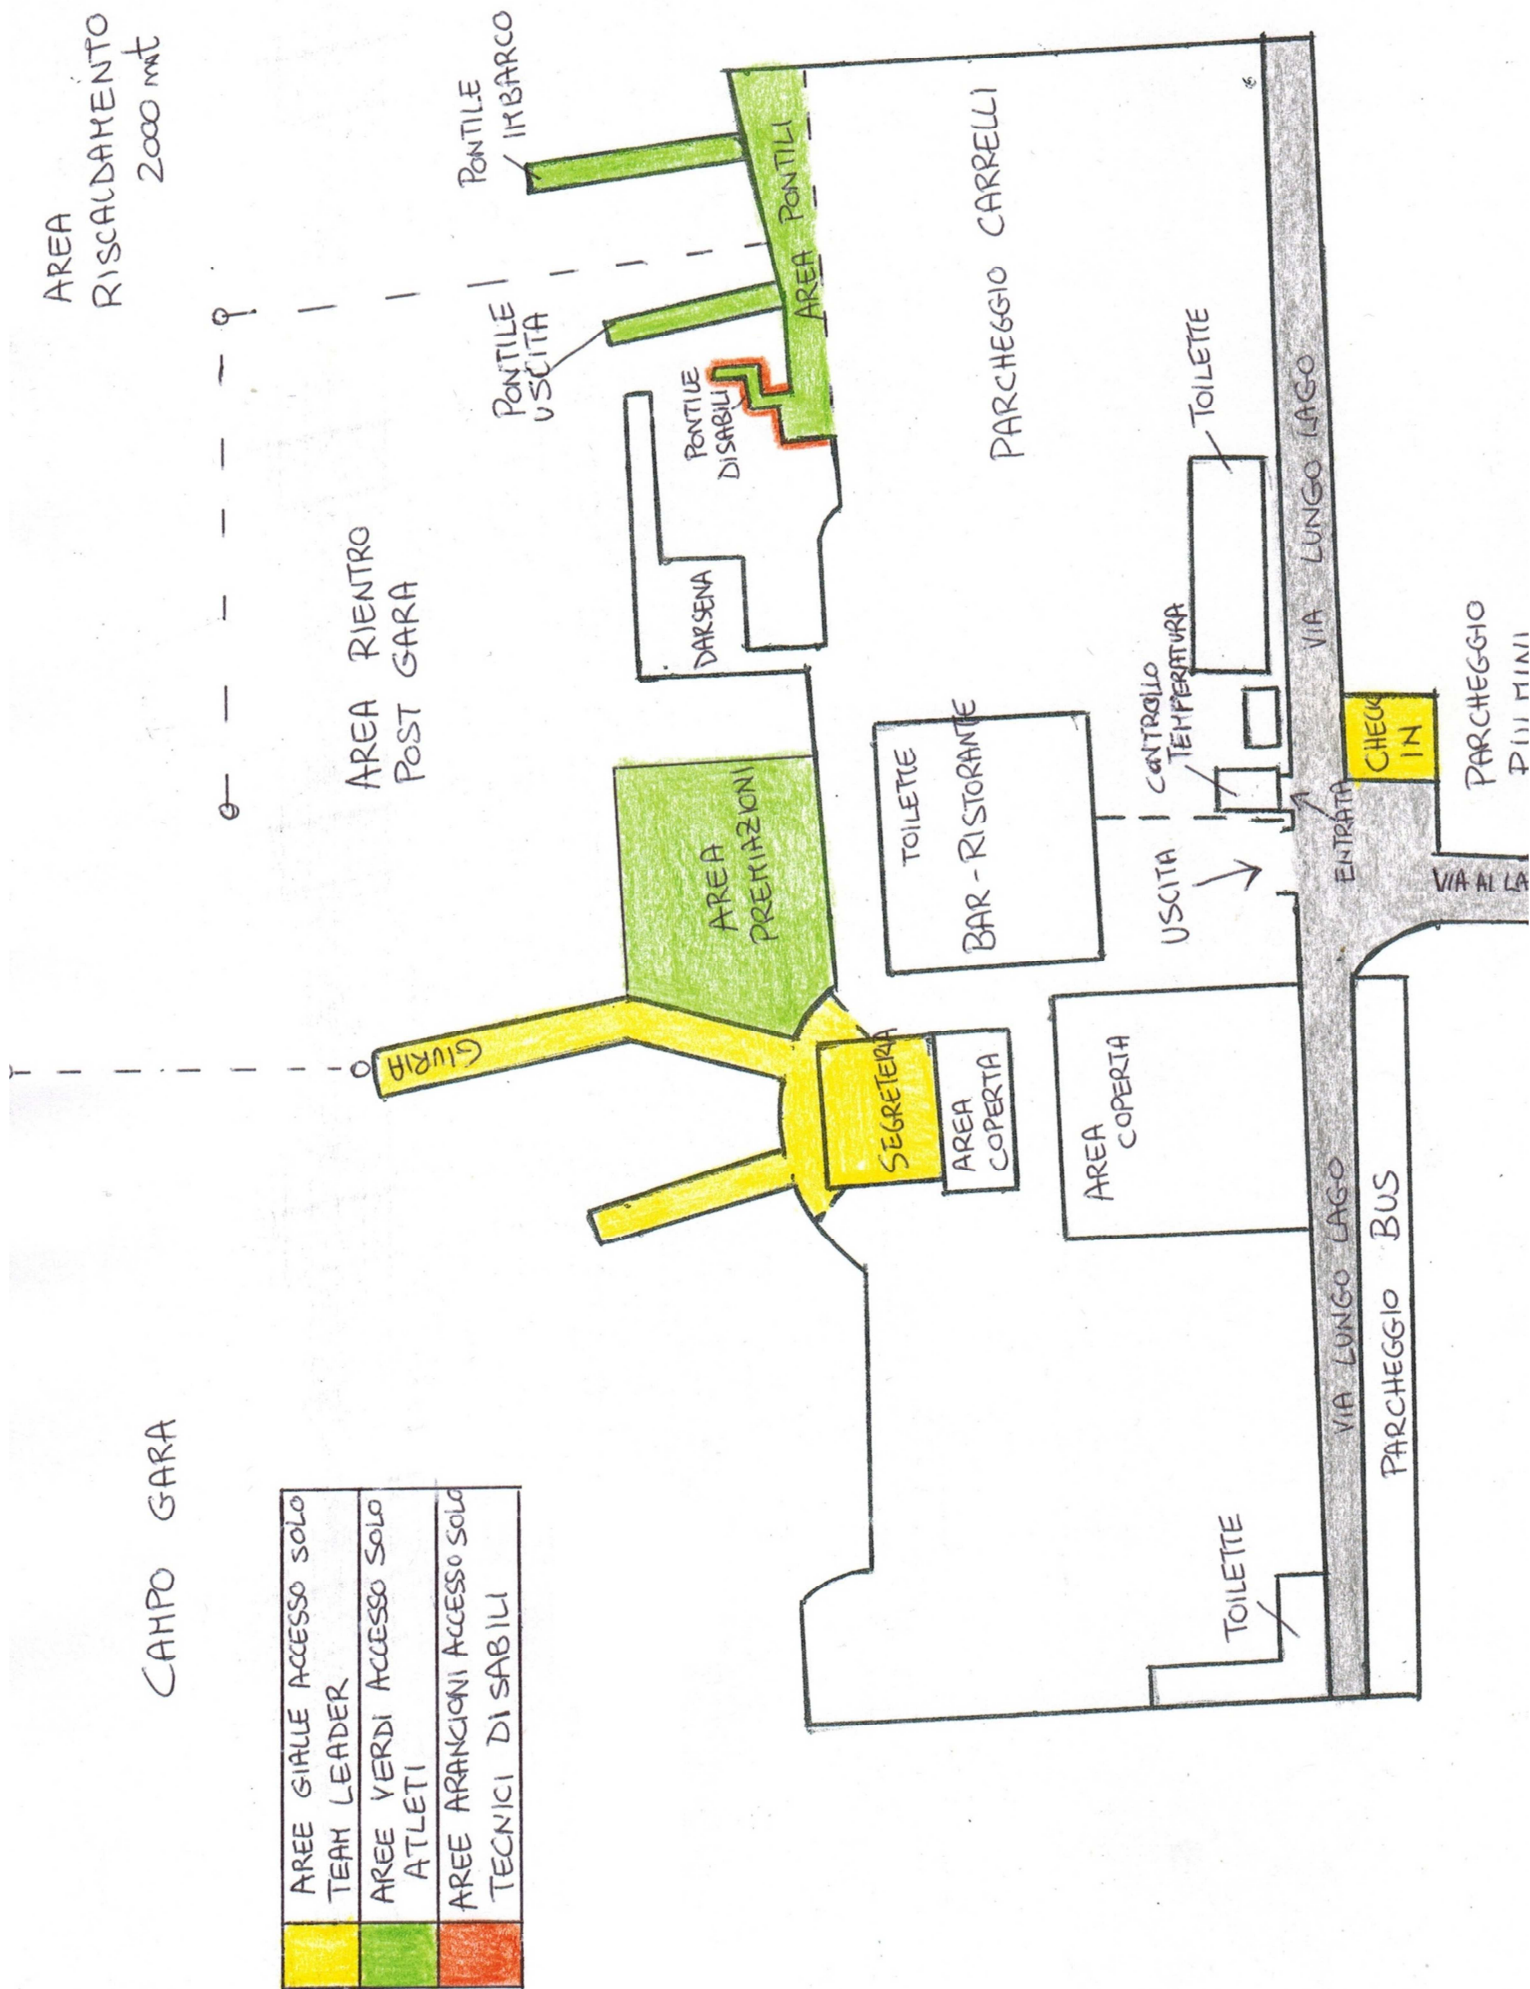 AREA
RISCALDAMENTO
2000 mt
PONTILE
IMBARCO
PONTILE
USCITA
PONTILE
DISABILI
AREA PONTILI
AREA RIENTRO
POST GARA
DARSENA
PARCHEGGIO CARRELLI
TOILETTE
VIA LUNGO LAGO
CONTROLLO
TEMPERATURA
CHECK
IN
PARCHEGGIO
ENTRATA
VIA AL LA
USCITA
TOILETTE
BAR-RISTORANTE
AREA
PREMIAZIONI
GIURIA
SEGRETERIA
AREA
COPERTA
AREA
COPERTA
VIA LUNGO LAGO
PARCHEGGIO BUS
TOILETTE
CAMPO GARA
AREE GIALLE ACCESSO SOLO
TEAM LEADER
AREE VERDI ACCESSO SOLO
ATLETI
AREE ARANCIONI ACCESSO SOLO
TECNICI DISABILI